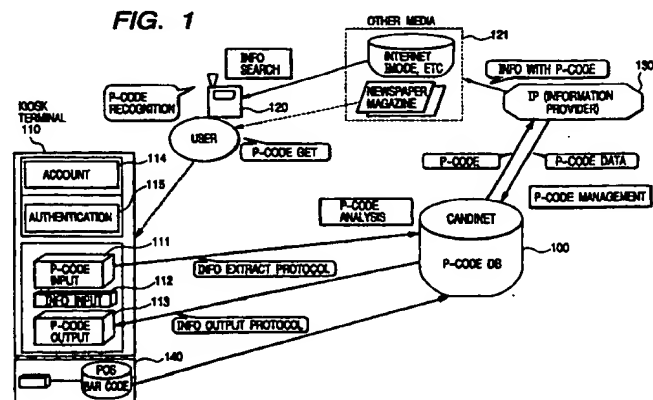 FIG. 1
OTHER MEDIA
121
INTERNET
IMODE, ETC
NEWSPAPER
MAGAZINE
INFO
SEARCH
P-CODE
RECOGNITION
120
USER
P-CODE GET
INFO WITH P-CODE
130
IP (INFORMATION
PROVIDER)
P-CODE
P-CODE DATA
P-CODE MANAGEMENT
KIOSK
TERMINAL
110
114
ACCOUNT
115
AUTHENTICATION
111
P-CODE
INPUT
112
INFO INPUT
113
P-CODE
OUTPUT
P-CODE
ANALYSIS
INFO EXTRACT PROTOCOL
INFO OUTPUT PROTOCOL
CANDINET
P-CODE DB
100
140
POS
BAR CODE